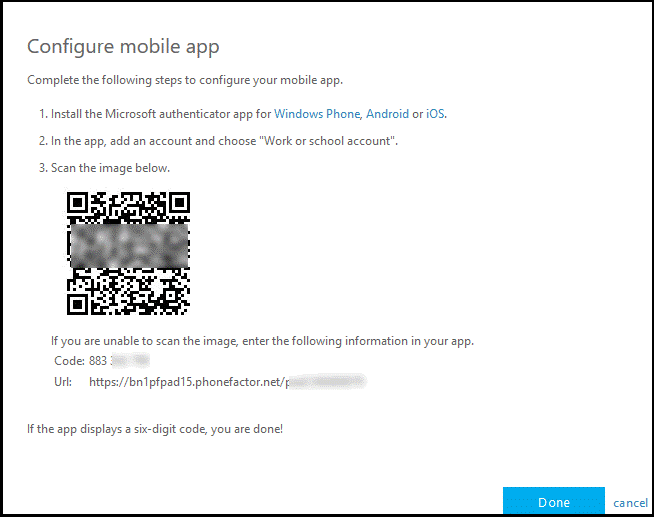 Configure mobile app
Complete the following steps to configure your mobile app.
1. Install the Microsoft authenticator app for Windows Phone, Android or iOS.
2. In the app, add an account and choose "Work or school account".
3. Scan the image below.
If you are unable to scan the image, enter the following information in your app.
Code: 883
Url: https://bn1pfpad15.phonefactor.net/
If the app displays a six-digit code, you are done!
Done
cancel